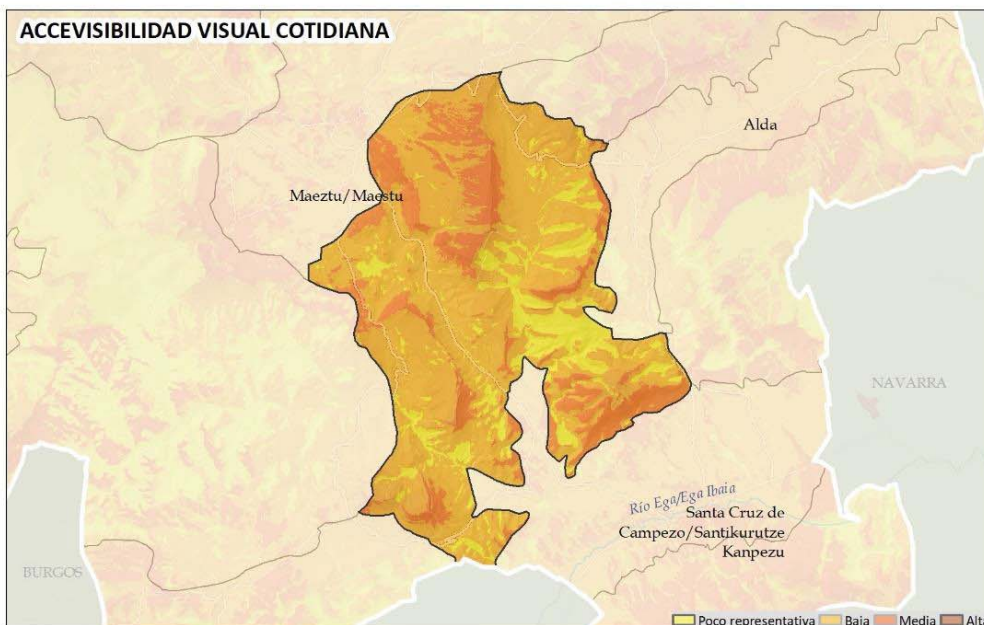 ACCEVISIBILIDAD VISUAL COTIDIANA
Alda
Maeztu/Maestu
NAVARRA
Río Ega/Ega Ibaia
Santa Cruz de
Campezo/Santikurutze
Kanpezu
BURGOS
Poco representativa Baja Media Alta